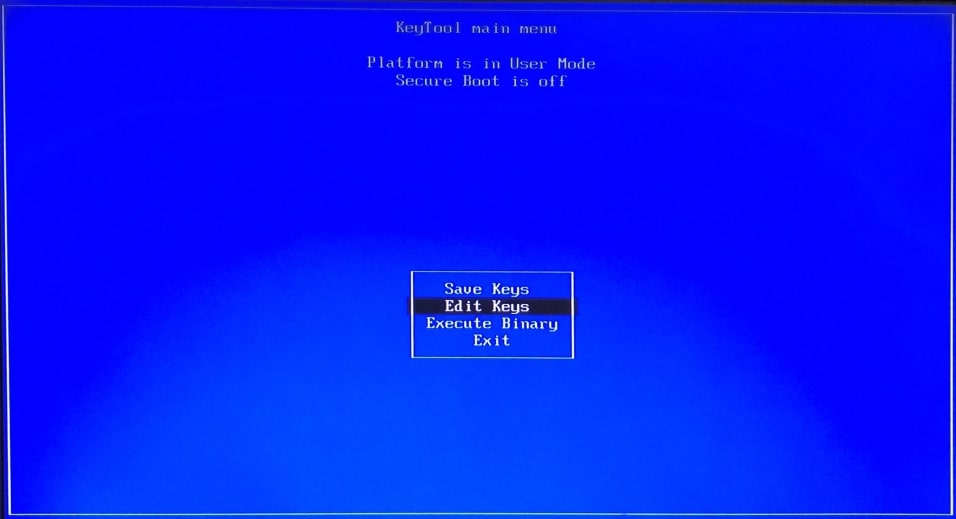 KeyTool main menu
Platform is in User Mode
Secure Boot is off
Save Keys
Edit Keys
Execute Binary
Exit